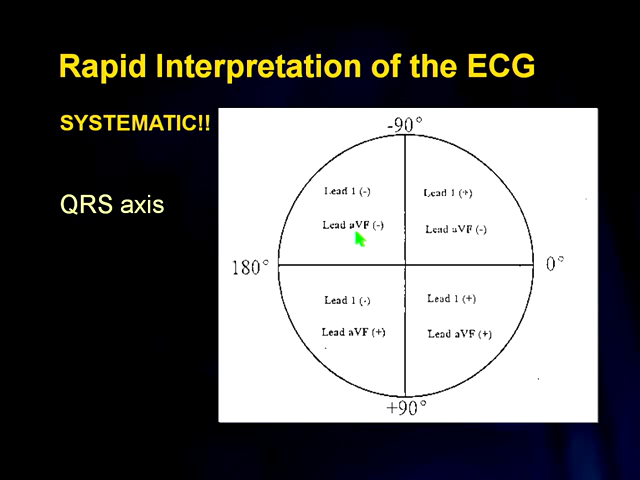 Rapid Interpretation of the ECG
SYSTEMATIC!!
QRS axis
-90°
Lead 1 (-)
Lead 1 (+)
Lead aVF (-)
Lead aVF (-)
180°
0°
Lead 1 (-)
Lead 1 (+)
Lead aVF (+)
Lead aVF (+)
+90°